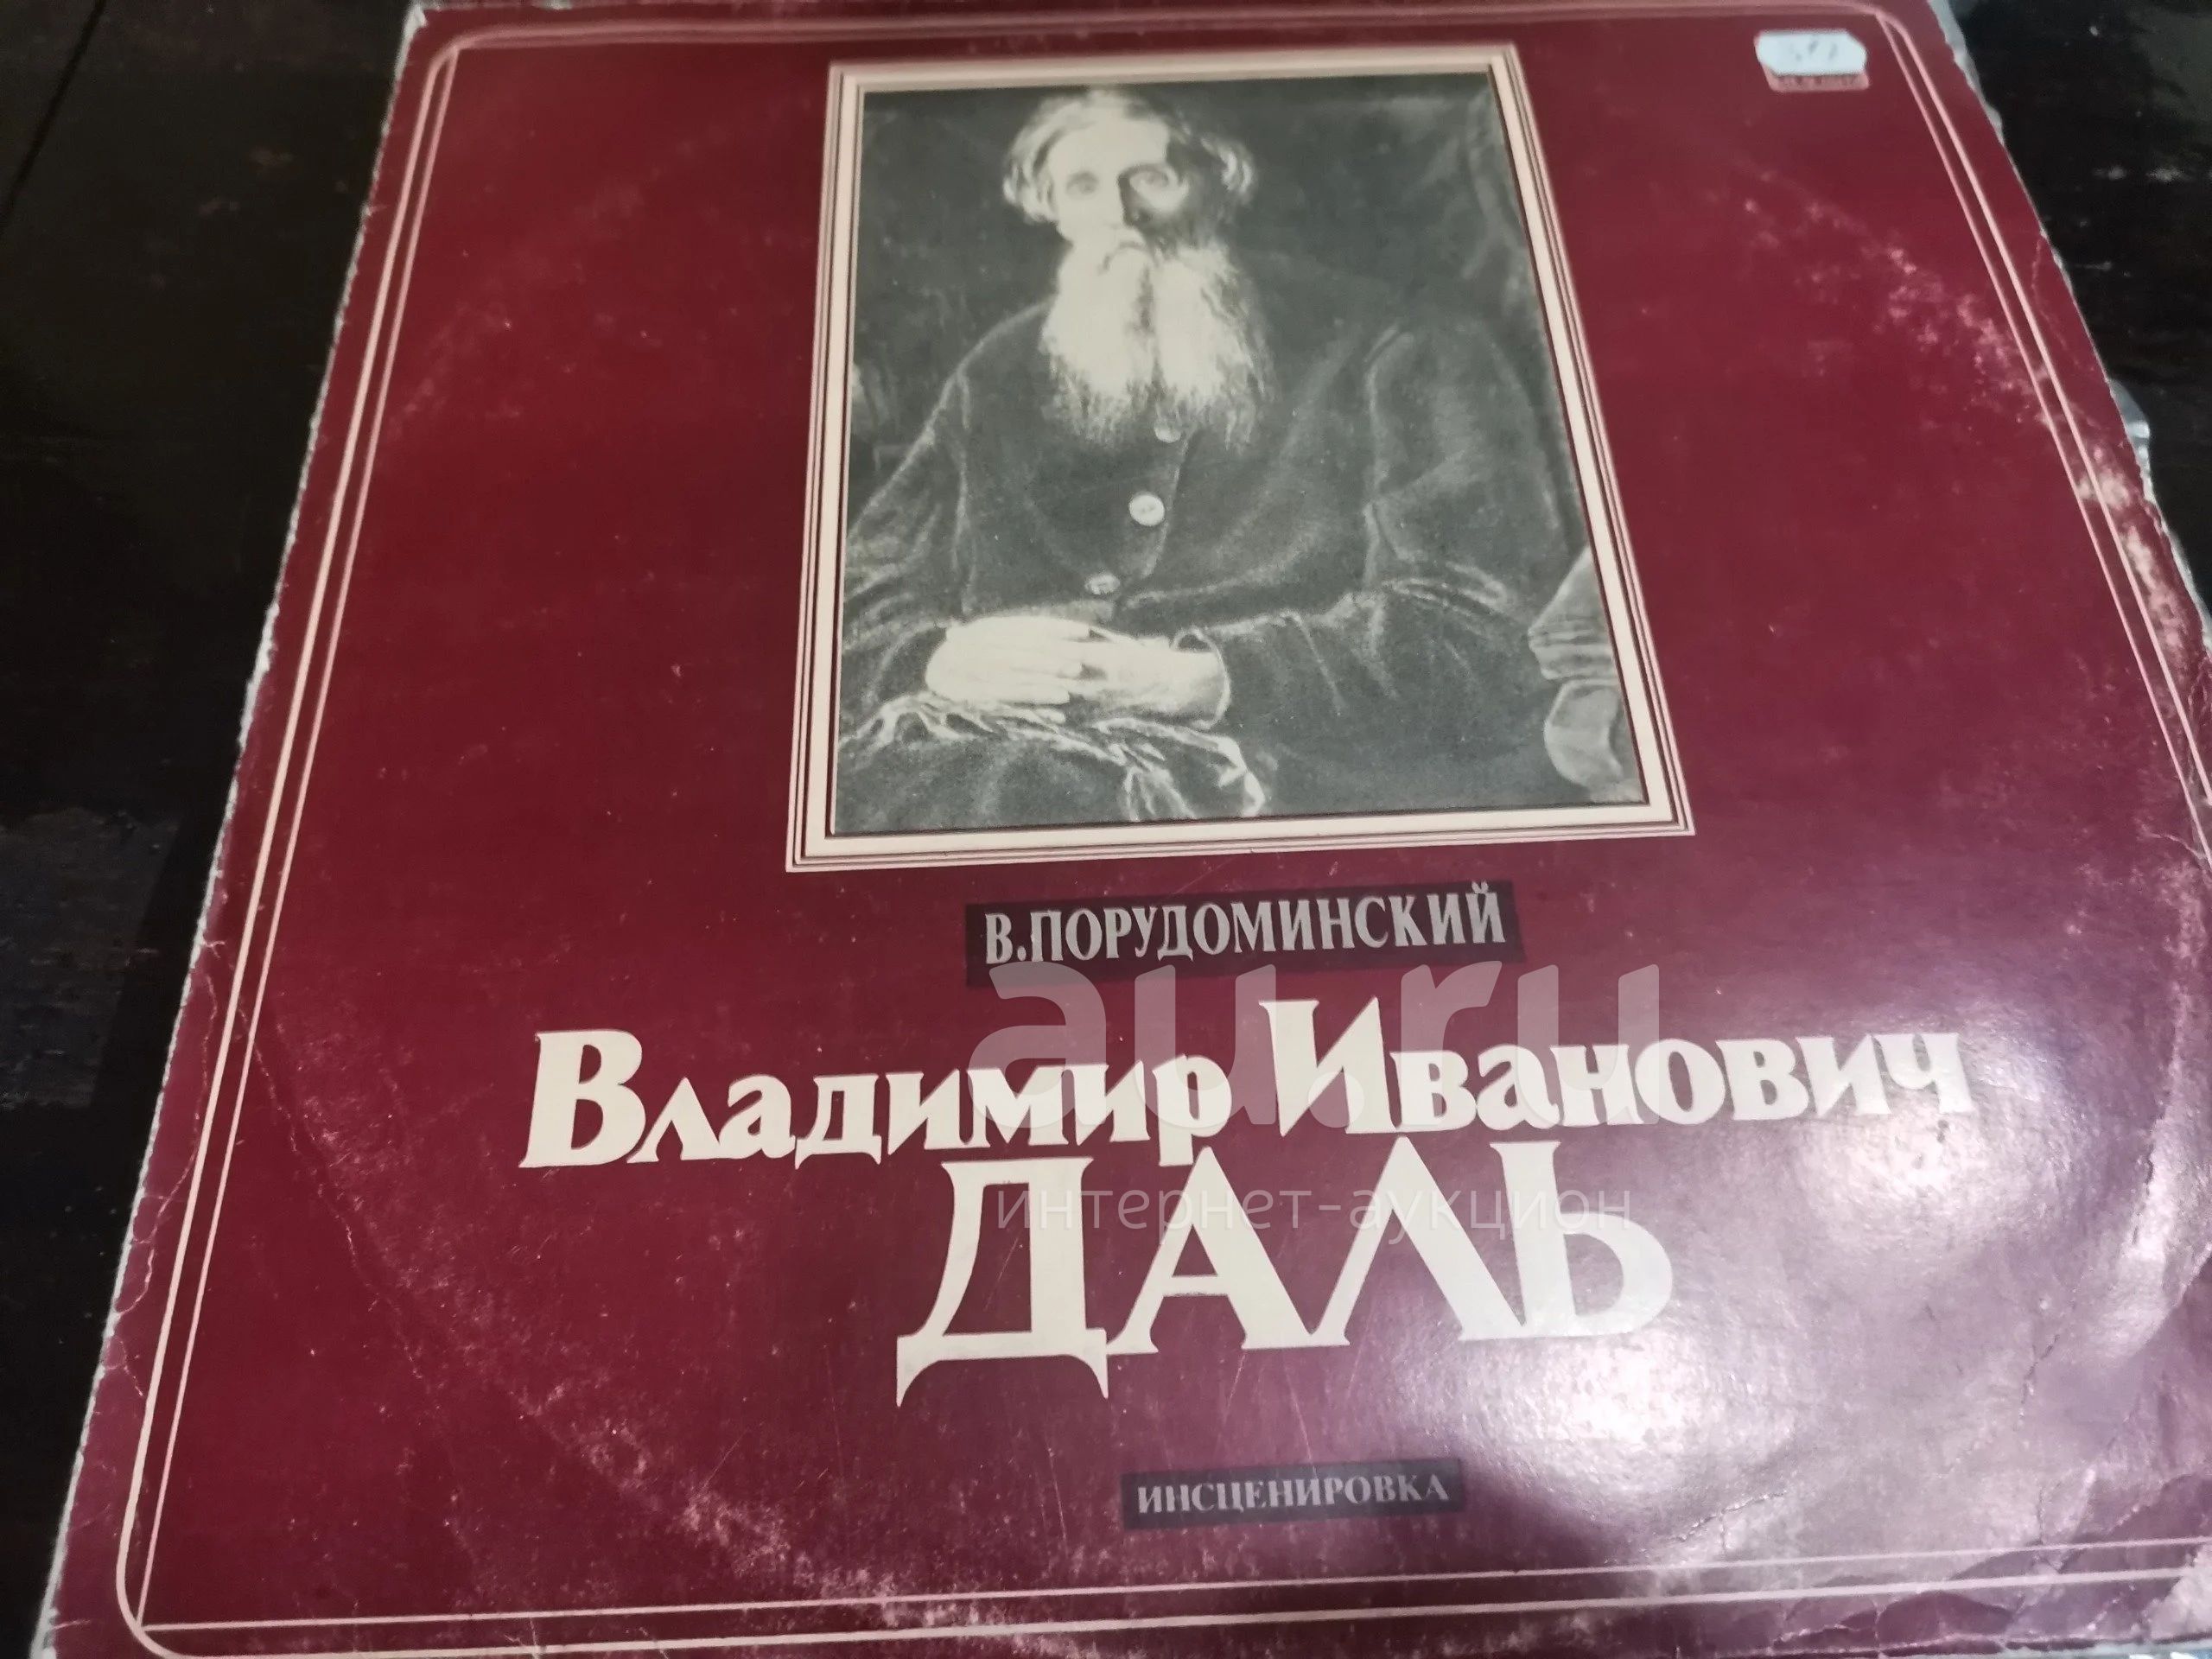 В.ПОРУДОМИНСКИЙ
Владимир Иванович
ДАЛЬ
ИНСЦЕНИРОВКА
au.ru
интернет-аукцион